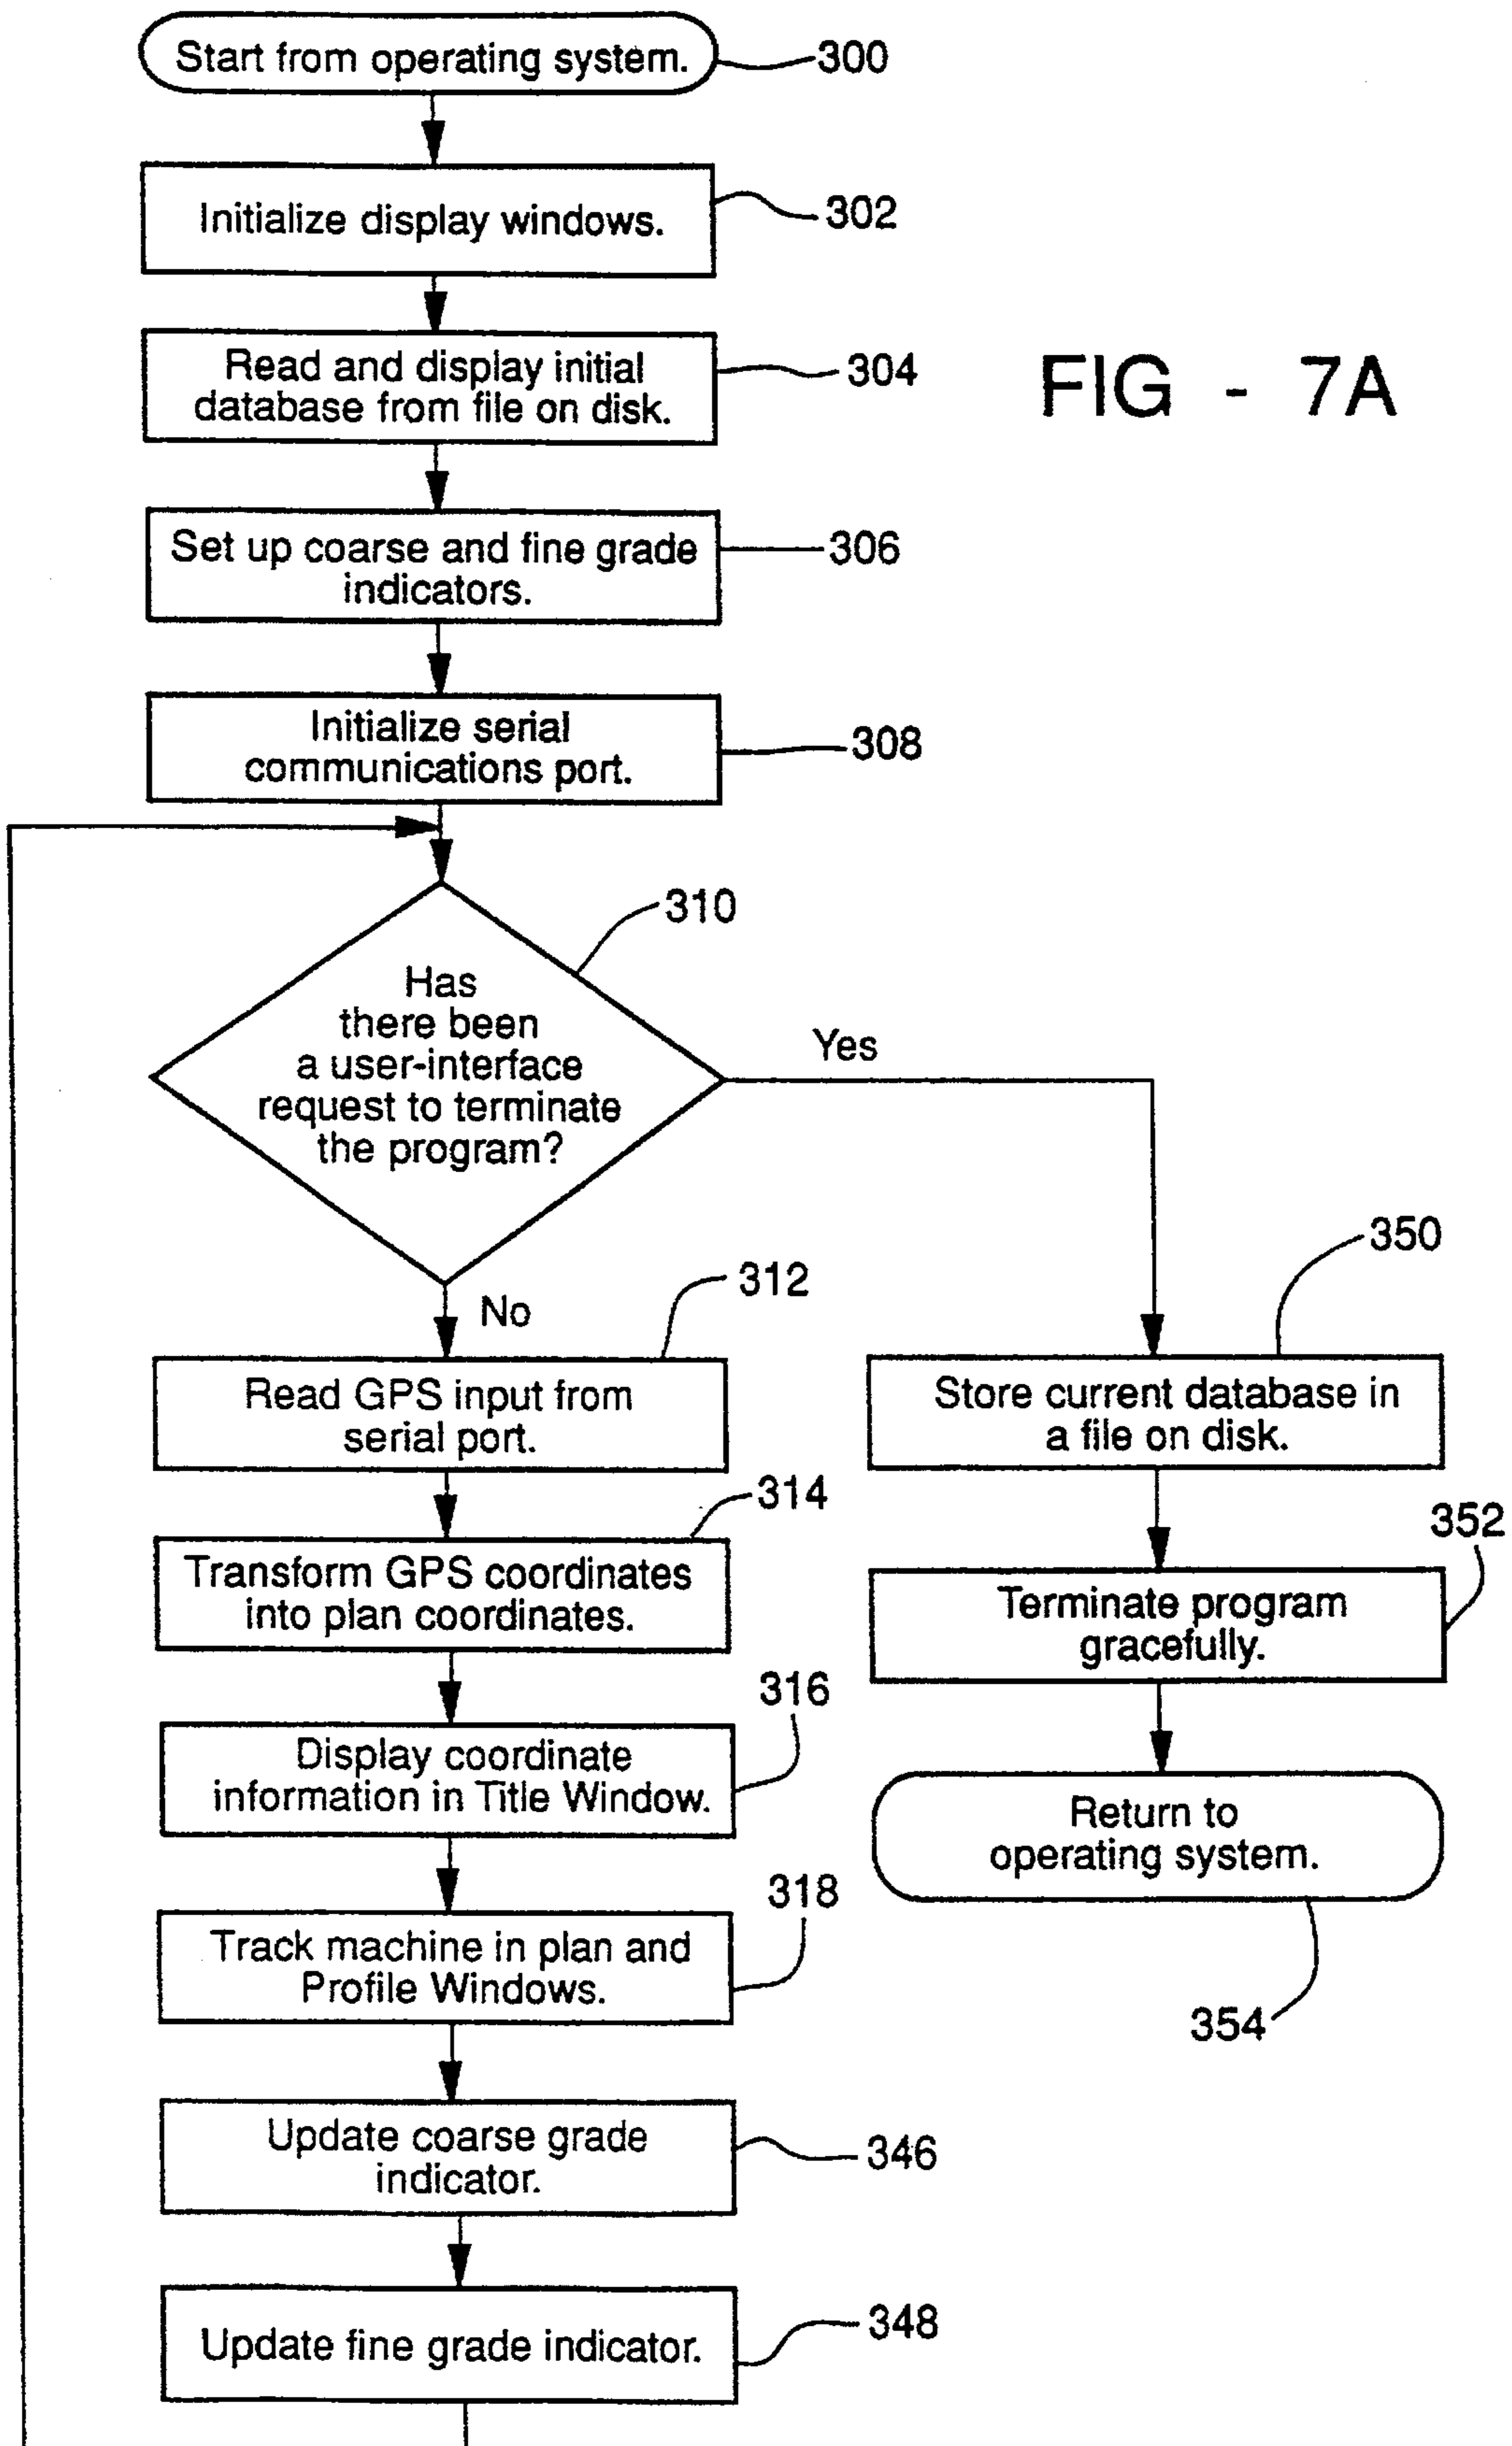 Start from operating system.
300
Initialize display windows.
302
Read and display initial
database from file on disk.
304
FIG - 7A
Set up coarse and fine grade
indicators.
306
Initialize serial
communications port.
308
310
Has
there been
a user-interface
request to terminate
the program?
Yes
No
312
Read GPS input from
serial port.
314
Transform GPS coordinates
into plan coordinates.
316
Display coordinate
information in Title Window.
318
Track machine in plan and
Profile Windows.
Update coarse grade
indicator.
346
Update fine grade indicator.
348
350
Store current database in
a file on disk.
352
Terminate program
gracefully.
Return to
operating system.
354